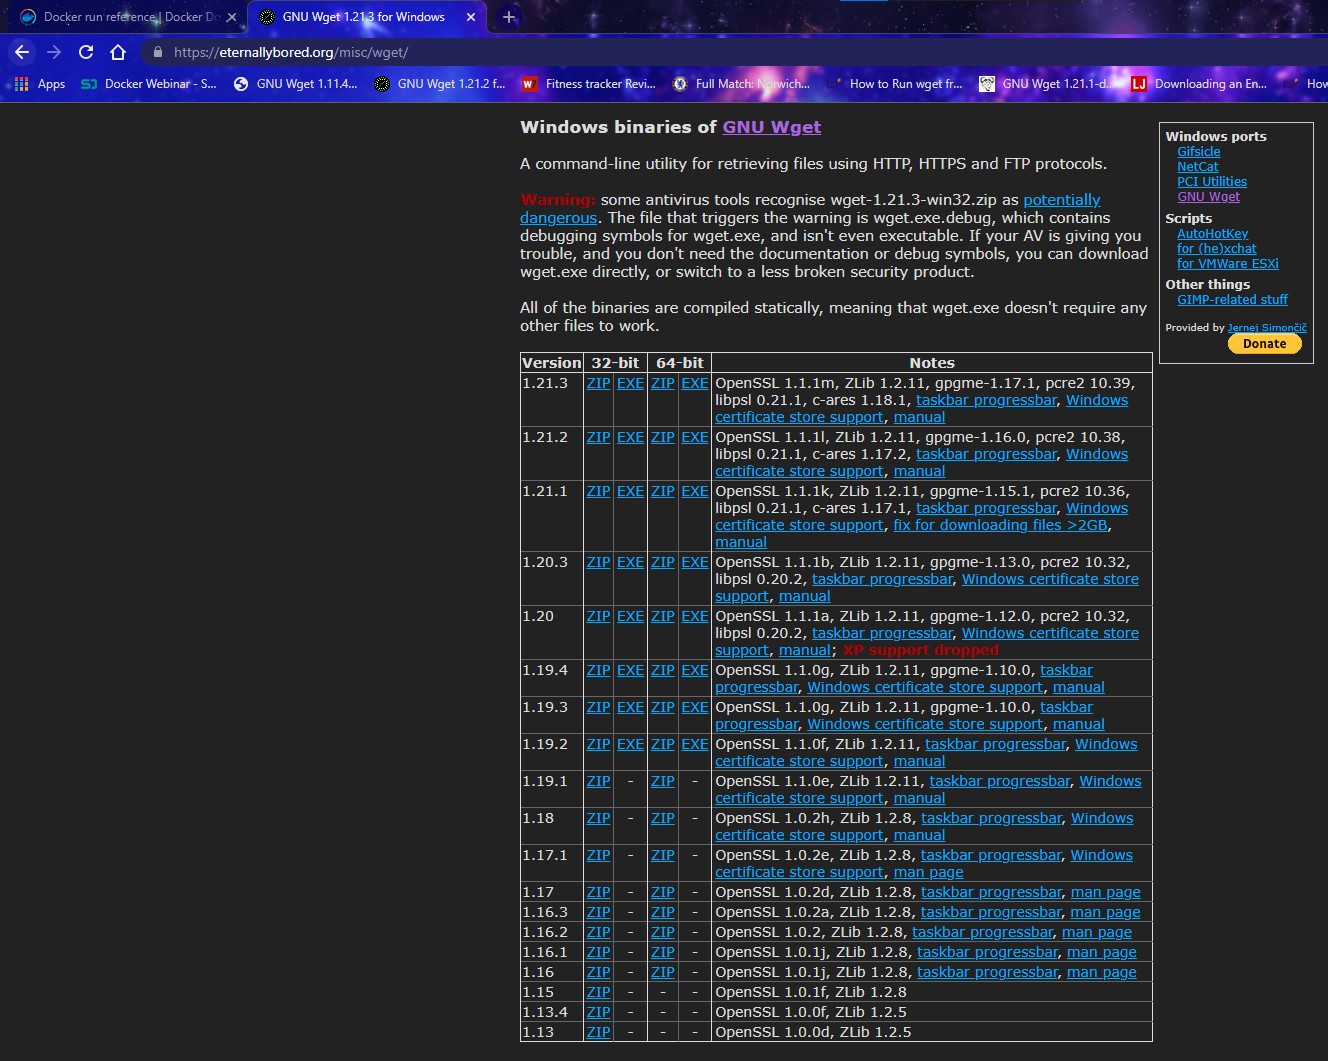 Docker run reference | Docker Do
GNU Wget 1.21.3 for Windows
https://eternallybored.org/misc/wget/
Apps Docker Webinar - S... GNU Wget 1.11.4... GNU Wget 1.21.2 f... Fitness tracker Revi... Full Match: Norwich... How to Run wget fr... GNU Wget 1.21.1-d... LJ Downloading an En... How
Windows binaries of GNU Wget
A command-line utility for retrieving files using HTTP, HTTPS and FTP protocols.
Warning: some antivirus tools recognise wget-1.21.3-win32.zip as potentially
dangerous. The file that triggers the warning is wget.exe.debug, which contains
debugging symbols for wget.exe, and isn't even executable. If your AV is giving you
trouble, and you don't need the documentation or debug symbols, you can download
wget.exe directly, or switch to a less broken security product.
All of the binaries are compiled statically, meaning that wget.exe doesn't require any
other files to work.
Version 32-bit 64-bit Notes
1.21.3 ZIP EXE ZIP EXE OpenSSL 1.1.1m, ZLib 1.2.11, gpgme-1.17.1, pcre2 10.39,
libpsl 0.21.1, c-ares 1.18.1, taskbar progressbar, Windows
certificate store support, manual
1.21.2 ZIP EXE ZIP EXE OpenSSL 1.1.1l, ZLib 1.2.11, gpgme-1.16.0, pcre2 10.38,
libpsl 0.21.1, c-ares 1.17.2, taskbar progressbar, Windows
certificate store support, manual
1.21.1 ZIP EXE ZIP EXE OpenSSL 1.1.1k, ZLib 1.2.11, gpgme-1.15.1, pcre2 10.36,
libpsl 0.21.1, c-ares 1.17.1, taskbar progressbar, Windows
certificate store support, fix for downloading files >2GB,
manual
1.20.3 ZIP EXE ZIP EXE OpenSSL 1.1.1b, ZLib 1.2.11, gpgme-1.13.0, pcre2 10.32,
libpsl 0.20.2, taskbar progressbar, Windows certificate store
support, manual
1.20 ZIP EXE ZIP EXE OpenSSL 1.1.1a, ZLib 1.2.11, gpgme-1.12.0, pcre2 10.32,
libpsl 0.20.2, taskbar progressbar, Windows certificate store
support, manual; XP support dropped
1.19.4 ZIP EXE ZIP EXE OpenSSL 1.1.0g, ZLib 1.2.11, gpgme-1.10.0, taskbar
progressbar, Windows certificate store support, manual
1.19.3 ZIP EXE ZIP EXE OpenSSL 1.1.0g, ZLib 1.2.11, gpgme-1.10.0, taskbar
progressbar, Windows certificate store support, manual
1.19.2 ZIP EXE ZIP EXE OpenSSL 1.1.0f, ZLib 1.2.11, taskbar progressbar, Windows
certificate store support, manual
1.19.1 ZIP - ZIP - OpenSSL 1.1.0e, ZLib 1.2.11, taskbar progressbar, Windows
certificate store support, manual
1.18 ZIP - ZIP - OpenSSL 1.0.2h, ZLib 1.2.8, taskbar progressbar, Windows
certificate store support, manual
1.17.1 ZIP - ZIP - OpenSSL 1.0.2e, ZLib 1.2.8, taskbar progressbar, Windows
certificate store support, man page
1.17 ZIP - ZIP - OpenSSL 1.0.2d, ZLib 1.2.8, taskbar progressbar, man page
1.16.3 ZIP - ZIP - OpenSSL 1.0.2a, ZLib 1.2.8, taskbar progressbar, man page
1.16.2 ZIP - ZIP - OpenSSL 1.0.2, ZLib 1.2.8, taskbar progressbar, man page
1.16.1 ZIP - ZIP - OpenSSL 1.0.1j, ZLib 1.2.8, taskbar progressbar, man page
1.16 ZIP - ZIP - OpenSSL 1.0.1j, ZLib 1.2.8, taskbar progressbar, man page
1.15 ZIP - - - OpenSSL 1.0.1f, ZLib 1.2.8
1.13.4 ZIP - - - OpenSSL 1.0.0f, ZLib 1.2.5
1.13 ZIP - - - OpenSSL 1.0.0d, ZLib 1.2.5
Windows ports
Gifsicle
NetCat
PCI Utilities
GNU Wget
Scripts
AutoHotKey
for (he)xchat
for VMWare ESXi
Other things
GIMP-related stuff
Provided by Jernej Simončič
Donate